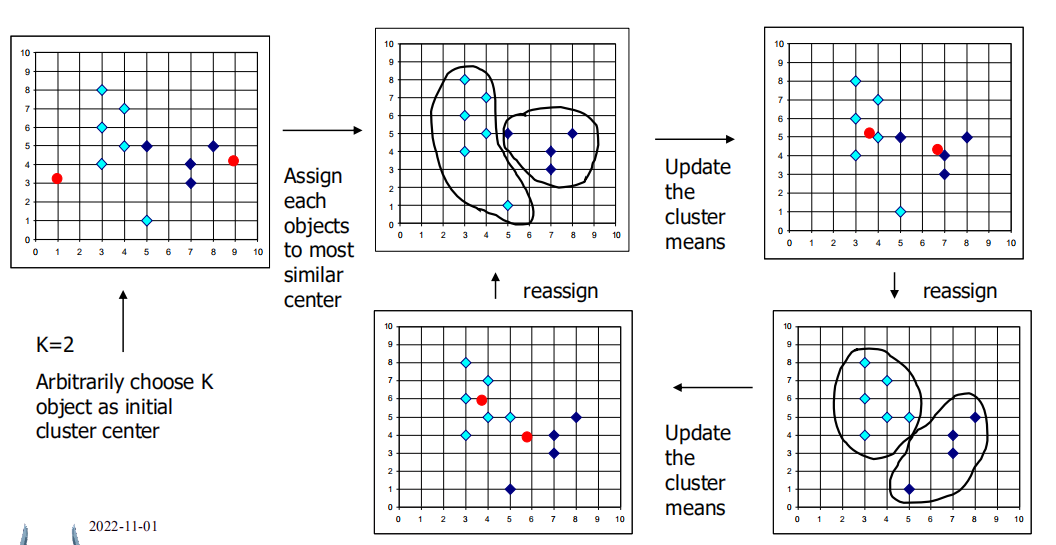 10
9
8
7
6
5
4
3
2
1
0
0 1 2 3 4 5 6 7 8 9 10
K=2
Arbitrarily choose K
object as initial
cluster center
Assign
each
objects
to most
similar
center
10
9
8
7
6
5
4
3
2
1
0
0 1 2 3 4 5 6 7 8 9 10
Update
the
cluster
means
10
9
8
7
6
5
4
3
2
1
0
0 1 2 3 4 5 6 7 8 9 10
reassign
10
9
8
7
6
5
4
3
2
1
0
0 1 2 3 4 5 6 7 8 9 10
Update
the
cluster
means
10
9
8
7
6
5
4
3
2
1
0
0 1 2 3 4 5 6 7 8 9 10
reassign
2022-11-01